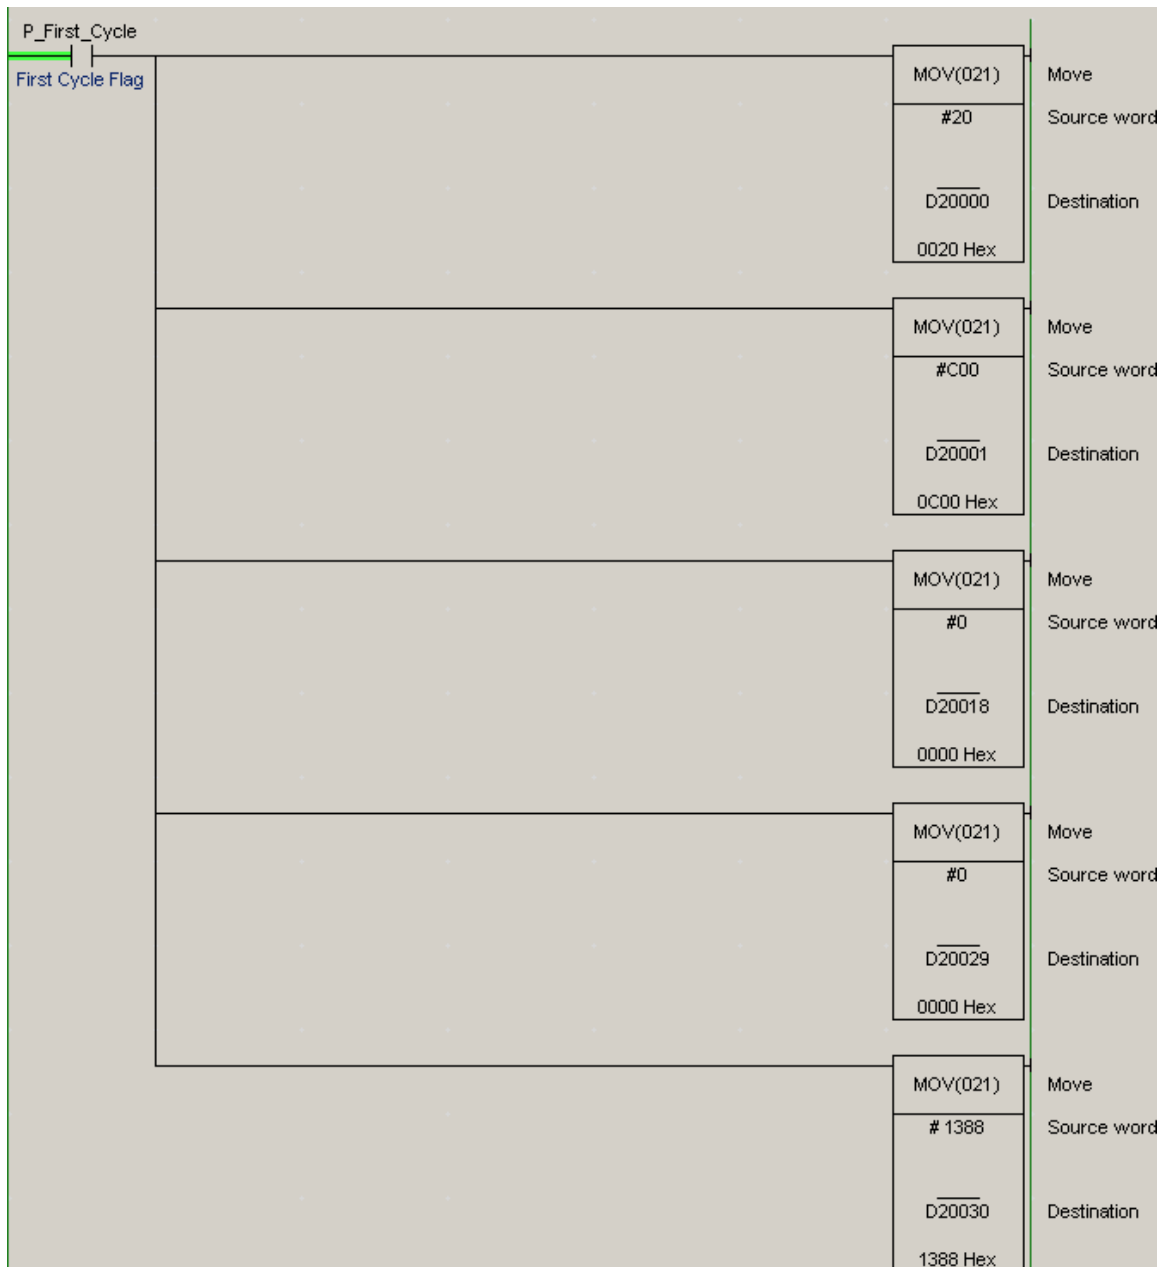 P_First_Cycle
First Cycle Flag
MOV(021) Move
#20 Source word
D20000 Destination
0020 Hex
MOV(021) Move
#C00 Source word
D20001 Destination
0C00 Hex
MOV(021) Move
#0 Source word
D20018 Destination
0000 Hex
MOV(021) Move
#0 Source word
D20029 Destination
0000 Hex
MOV(021) Move
# 1388 Source word
D20030 Destination
1388 Hex